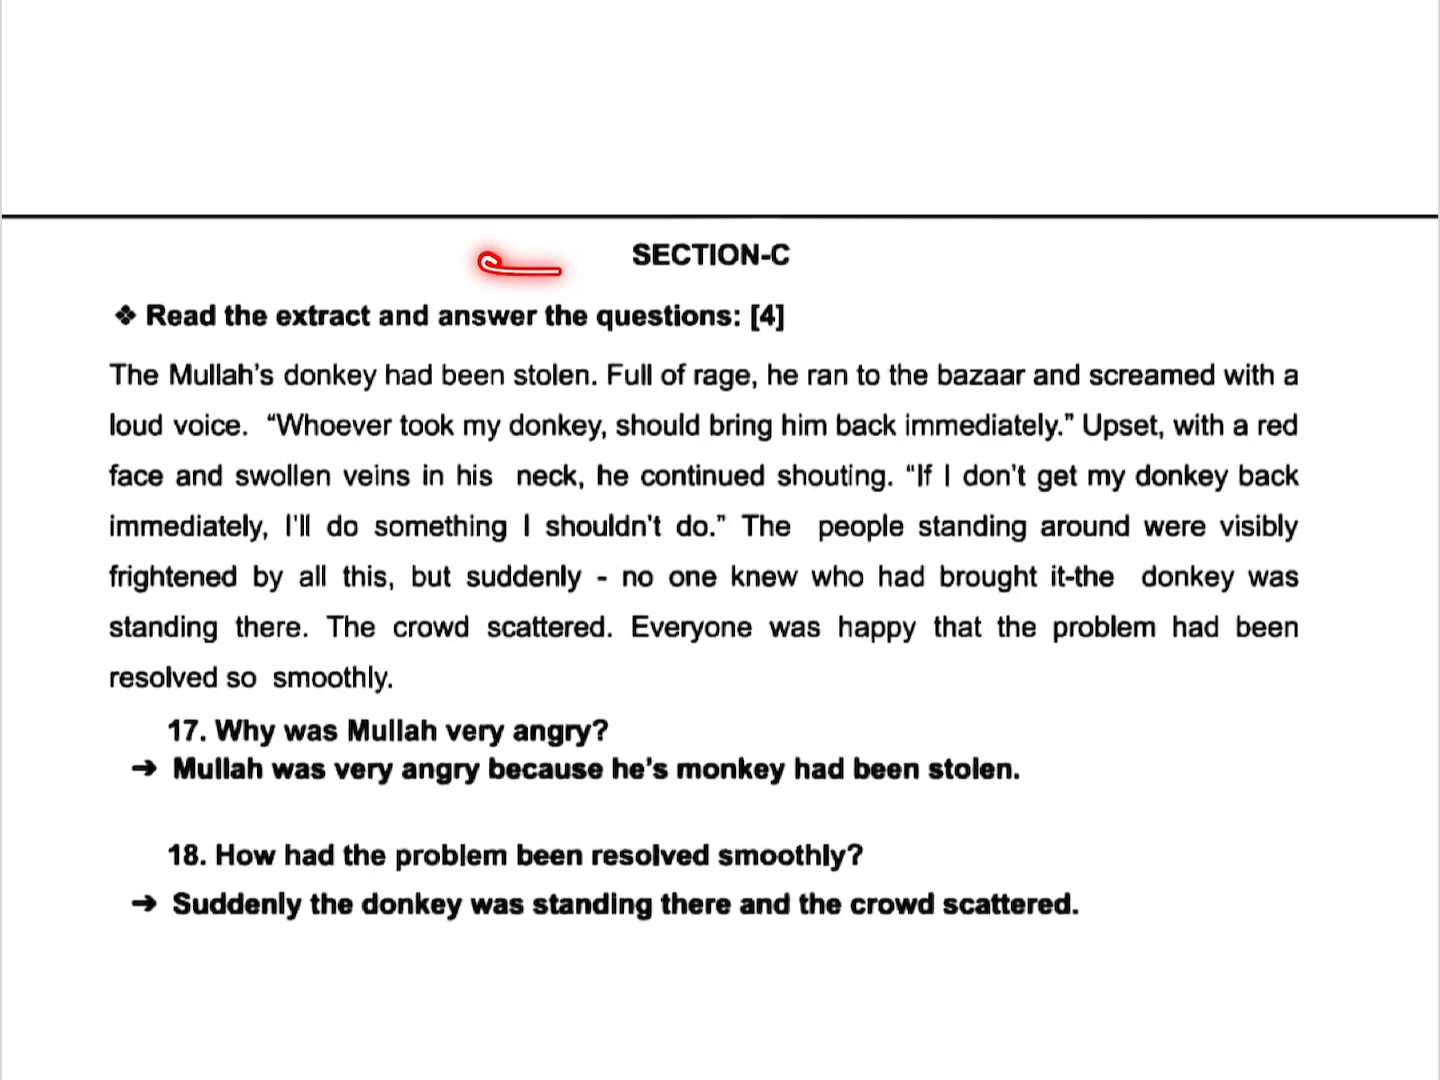 SECTION-C
❖ Read the extract and answer the questions: [4]
The Mullah's donkey had been stolen. Full of rage, he ran to the bazaar and screamed with a
loud voice. “Whoever took my donkey, should bring him back immediately.” Upset, with a red
face and swollen veins in his neck, he continued shouting. “If I don't get my donkey back
immediately, I'll do something I shouldn't do.” The people standing around were visibly
frightened by all this, but suddenly - no one knew who had brought it-the donkey was
standing there. The crowd scattered. Everyone was happy that the problem had been
resolved so smoothly.
17. Why was Mullah very angry?
➔ Mullah was very angry because he's monkey had been stolen.
18. How had the problem been resolved smoothly?
➔ Suddenly the donkey was standing there and the crowd scattered.